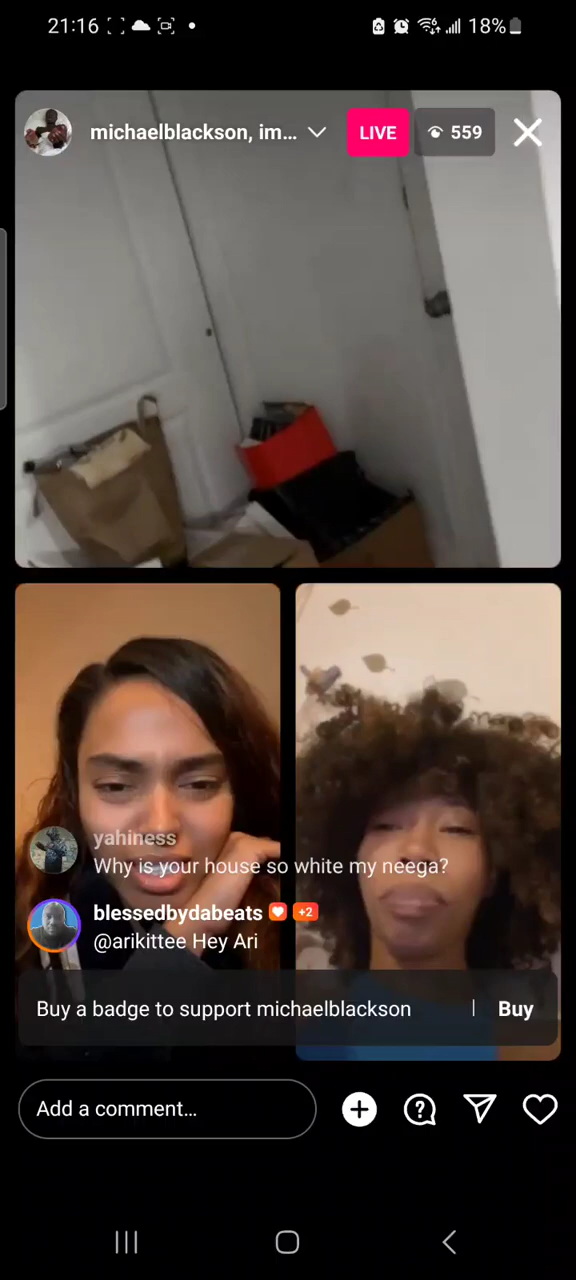 21:16
18%
michaelblackson, im...
LIVE
559
yahiness
Why is your house so white my neega?
blessedbydabeats
+2
@arikittee Hey Ari
Buy a badge to support michaelblackson | Buy
Add a comment...